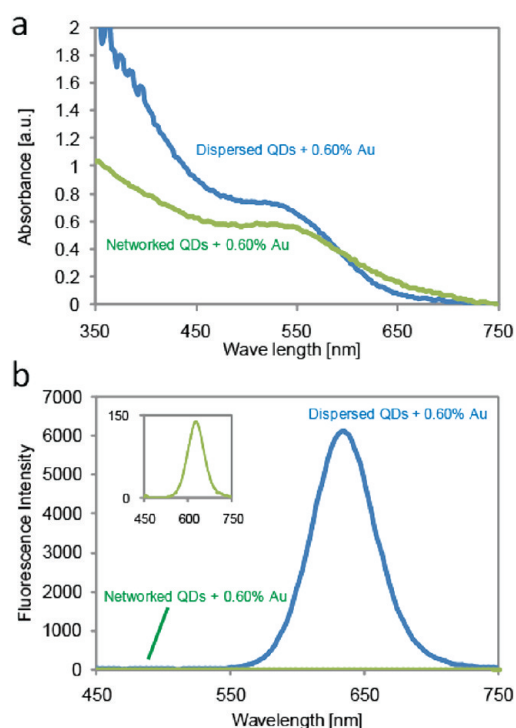 a
2
1.8
1.6
1.4
1.2
1
0.8
0.6
0.4
0.2
0
Absorbance [a.u.]
Dispersed QDs + 0.60% Au
Networked QDs + 0.60% Au
350 450 550 650 750
Wave length [nm]
b
7000
6000
5000
4000
3000
2000
1000
0
Fluorescence Intensity
150
0
450 600 750
Dispersed QDs + 0.60% Au
Networked QDs + 0.60% Au
450 550 650 750
Wavelength [nm]